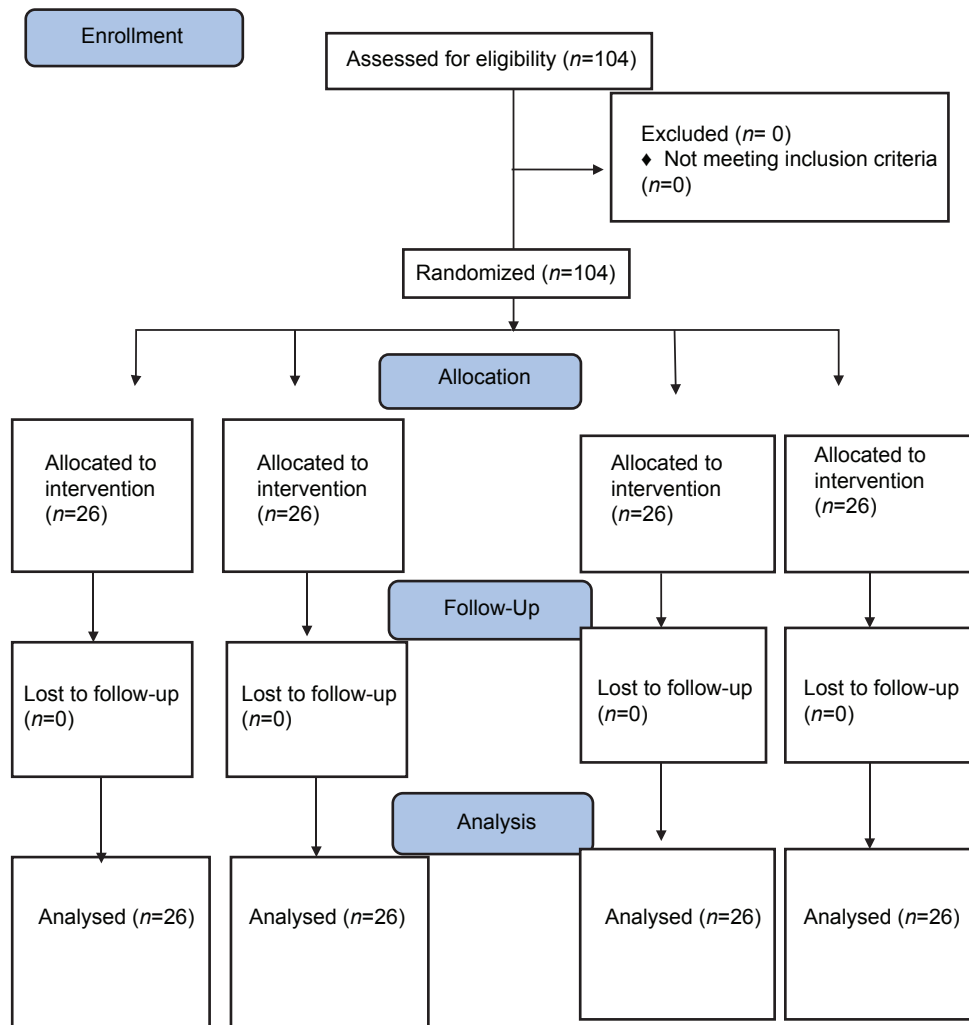 Enrollment
Assessed for eligibility (n=104)
Excluded (n= 0)
♦ Not meeting inclusion criteria
(n=0)
Randomized (n=104)
Allocation
Allocated to
intervention
(n=26)
Allocated to
intervention
(n=26)
Allocated to
intervention
(n=26)
Allocated to
intervention
(n=26)
Follow-Up
Lost to follow-up
(n=0)
Lost to follow-up
(n=0)
Lost to follow-up
(n=0)
Lost to follow-up
(n=0)
Analysis
Analysed (n=26)
Analysed (n=26)
Analysed (n=26)
Analysed (n=26)